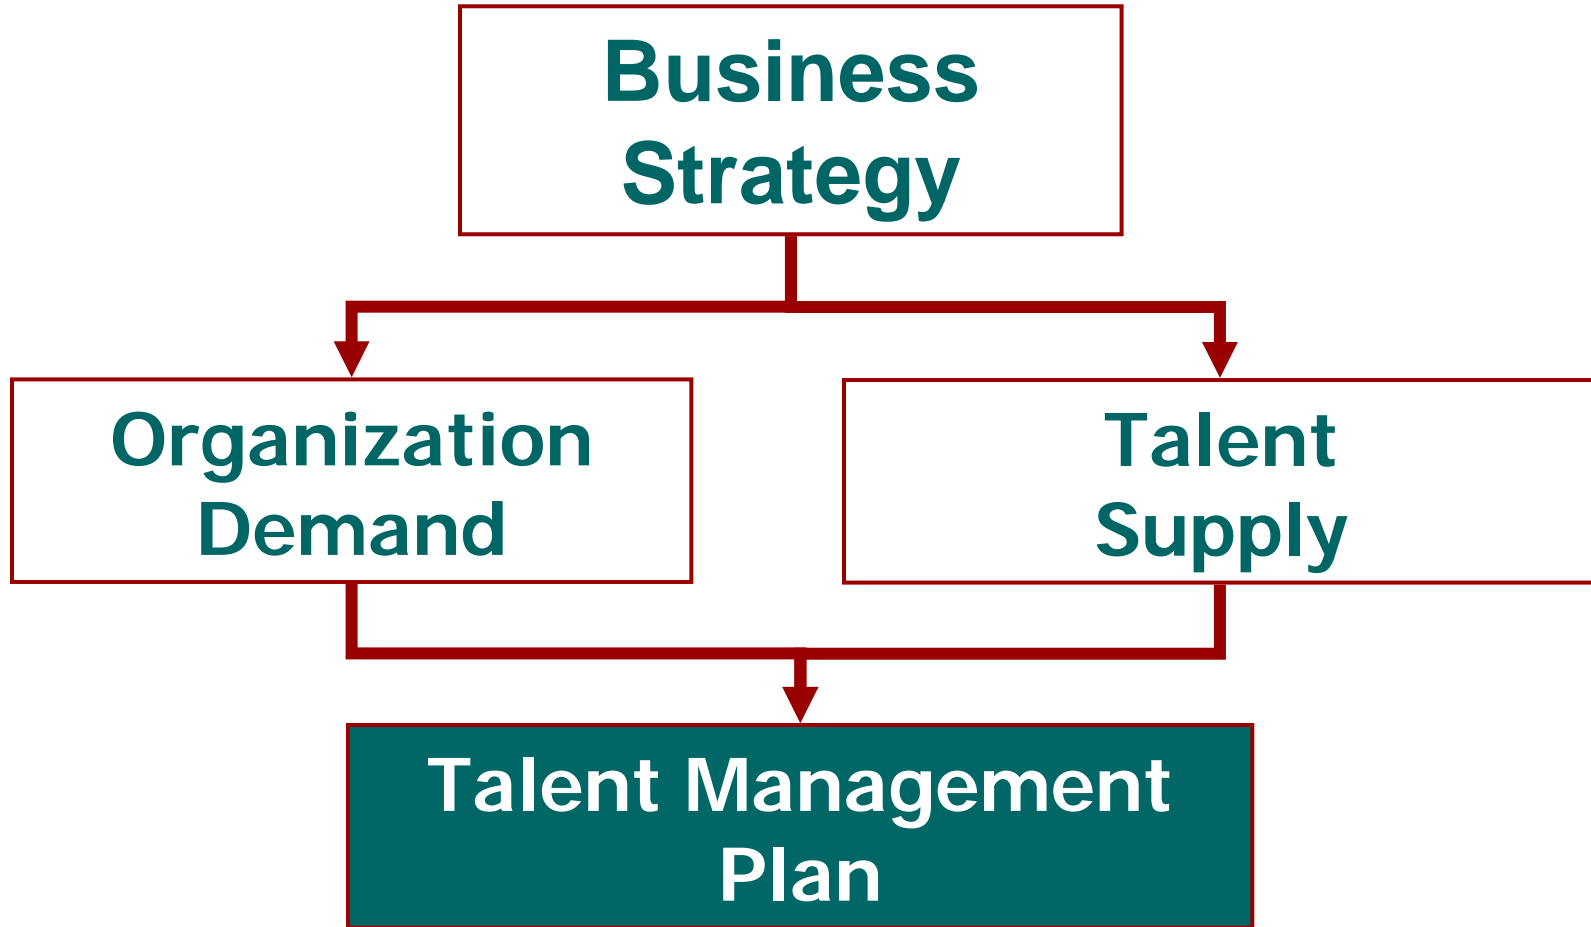 Business
Strategy
Organization
Demand
Talent
Supply
Talent Management
Plan